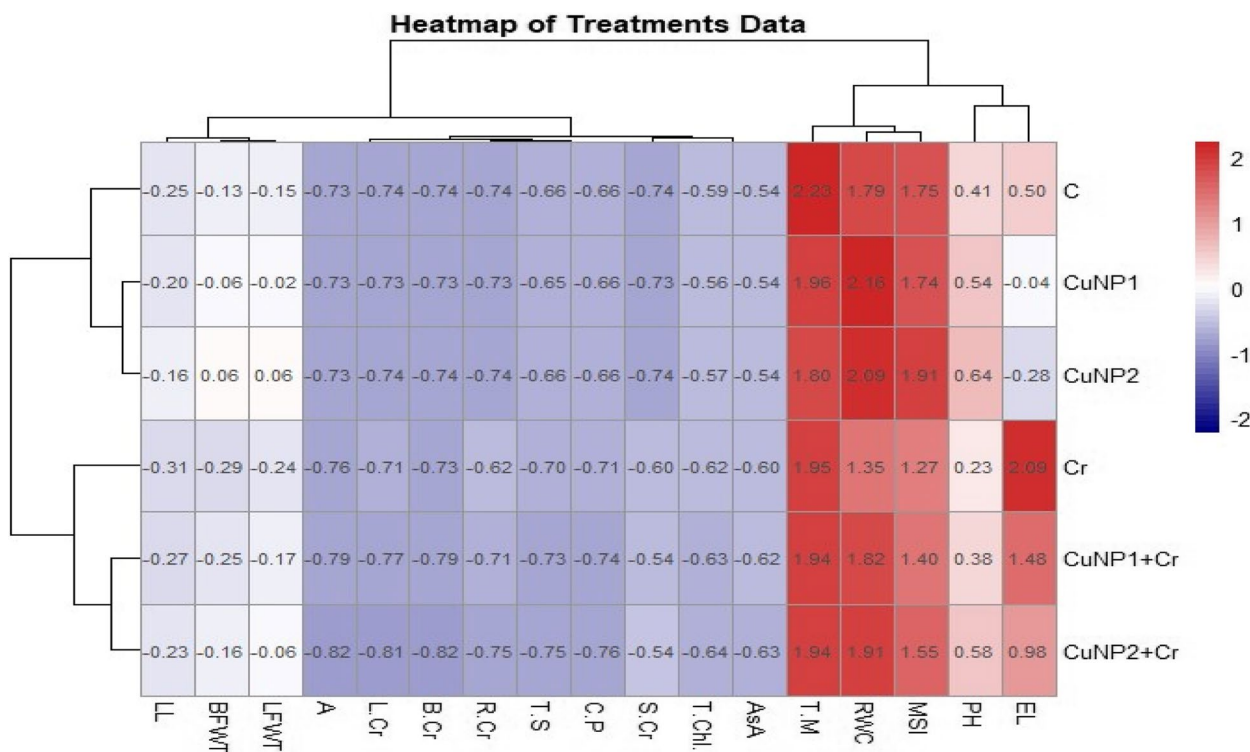 Heatmap of Treatments Data
-0.25 -0.13 -0.15 -0.73 -0.74 -0.74 -0.74 -0.66 -0.66 -0.74 -0.59 -0.54 2.23 1.79 1.75 0.41 0.50 C
-0.20 -0.06 -0.02 -0.73 -0.73 -0.73 -0.73 -0.65 -0.66 -0.73 -0.56 -0.54 1.96 2.16 1.74 0.54 -0.04 CuNP1
-0.16 0.06 0.06 -0.73 -0.74 -0.74 -0.74 -0.66 -0.66 -0.74 -0.57 -0.54 1.80 2.09 1.91 0.64 -0.28 CuNP2
-0.31 -0.29 -0.24 -0.76 -0.71 -0.73 -0.62 -0.70 -0.71 -0.60 -0.62 -0.60 1.95 1.35 1.27 0.23 2.09 Cr
-0.27 -0.25 -0.17 -0.79 -0.77 -0.79 -0.71 -0.73 -0.74 -0.54 -0.63 -0.62 1.94 1.82 1.40 0.38 1.48 CuNP1+Cr
-0.23 -0.16 -0.06 -0.82 -0.81 -0.82 -0.75 -0.75 -0.76 -0.54 -0.64 -0.63 1.94 1.91 1.55 0.58 0.98 CuNP2+Cr
LL BFWT LFWT A L.Cr B.Cr R.Cr T.S C.P S.Cr T.Chl. AsA T.M RWC MSI PH EL
2
1
0
-1
-2